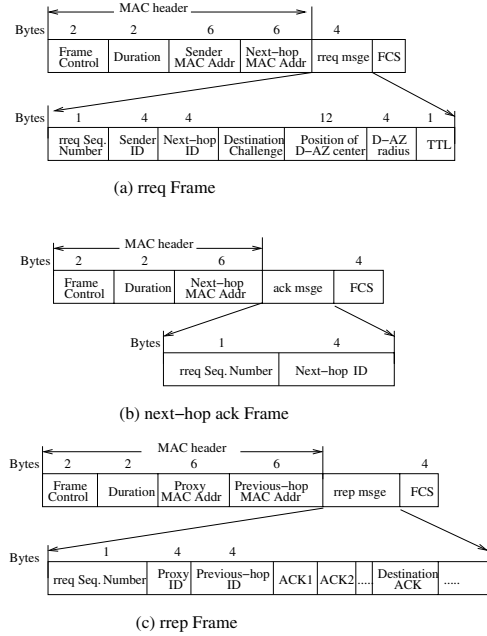 MAC header
Bytes 2 2 6 6 4
Frame Control Duration Sender MAC Addr Next-hop MAC Addr rreq msge FCS
Bytes 1 4 4 12 4 1
rreq Seq. Number Sender ID Next-hop ID Destination Challenge Position of D-AZ center D-AZ radius TTL
(a) rreq Frame
MAC header
Bytes 2 2 6 4
Frame Control Duration Next-hop MAC Addr ack msge FCS
Bytes 1 4
rreq Seq. Number Next-hop ID
(b) next-hop ack Frame
MAC header
Bytes 2 2 6 6 4
Frame Control Duration Proxy MAC Addr Previous-hop MAC Addr rrep msge FCS
Bytes 1 4 4
rreq Seq. Number Proxy ID Previous-hop ID ACK1 ACK2 ..... Destination ACK .....
(c) rrep Frame